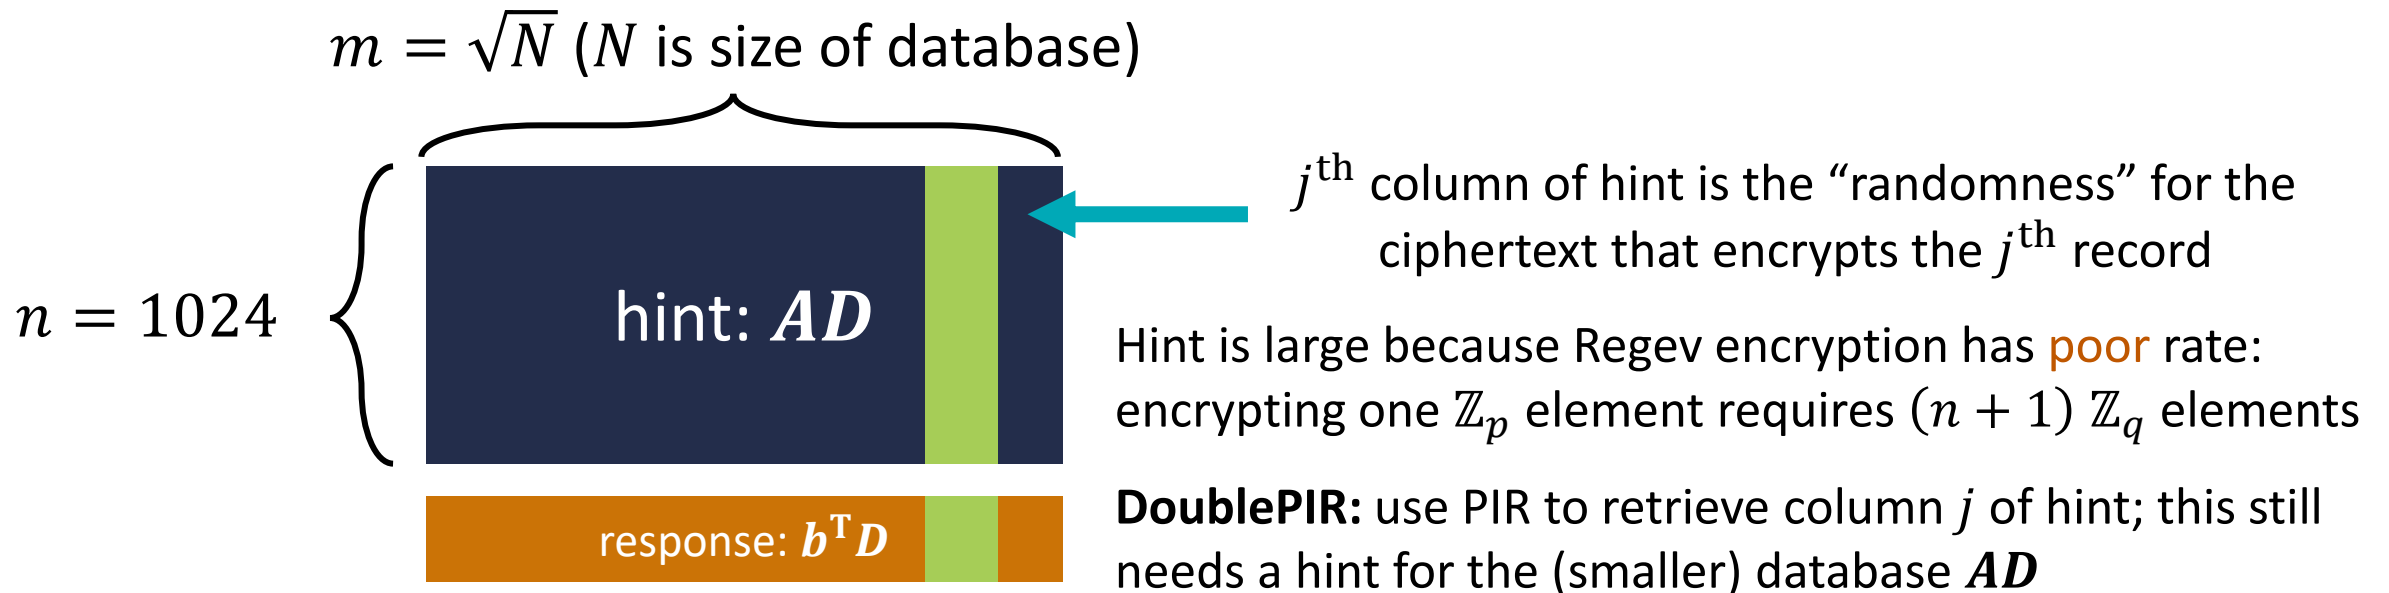 m = √N (N is size of database)
n = 1024
hint: AD
response: bᵀD
jᵗʰ column of hint is the “randomness” for the
ciphertext that encrypts the jᵗʰ record
Hint is large because Regev encryption has poor rate:
encrypting one ℤₚ element requires (n + 1) ℤ_q elements
DoublePIR: use PIR to retrieve column j of hint; this still
needs a hint for the (smaller) database AD